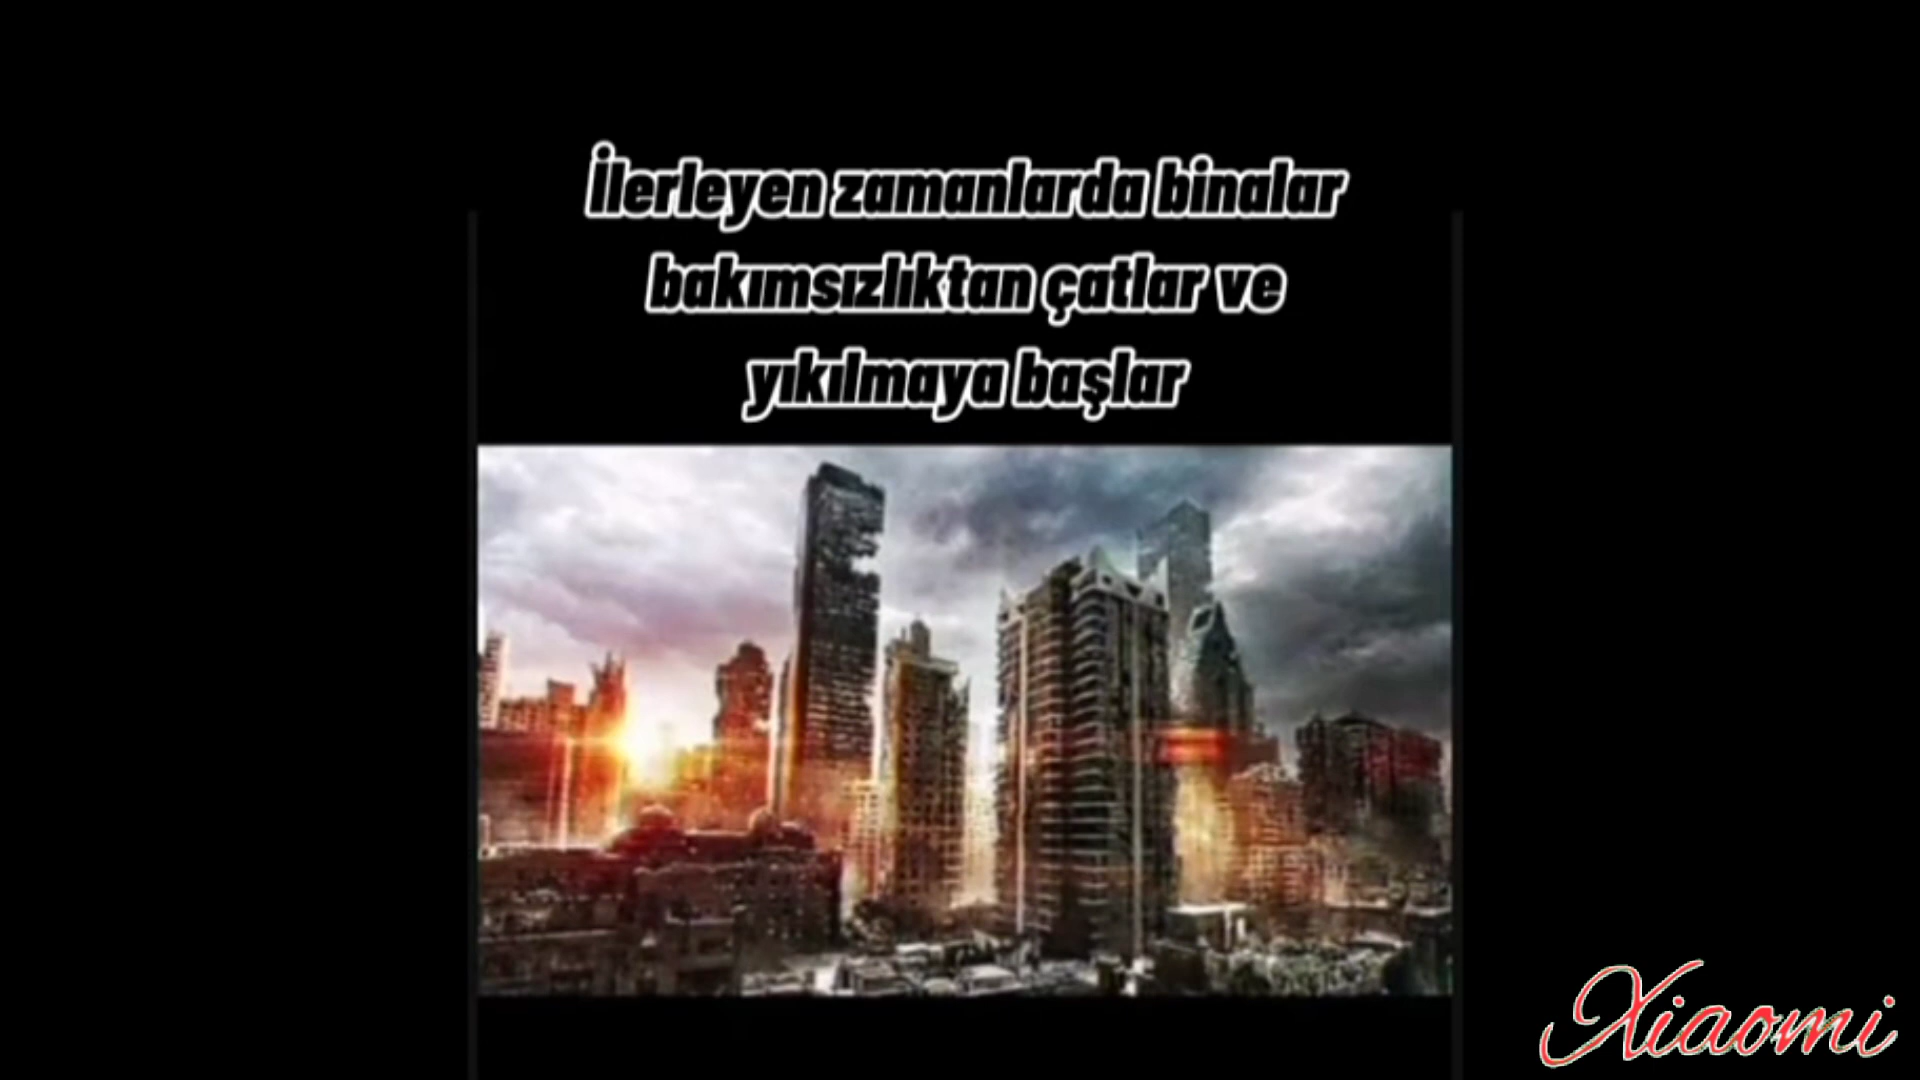 İlerleyen zamanlarda binalar
bakımsızlıktan çatlar ve
yıkılmaya başlar
Xiaomi